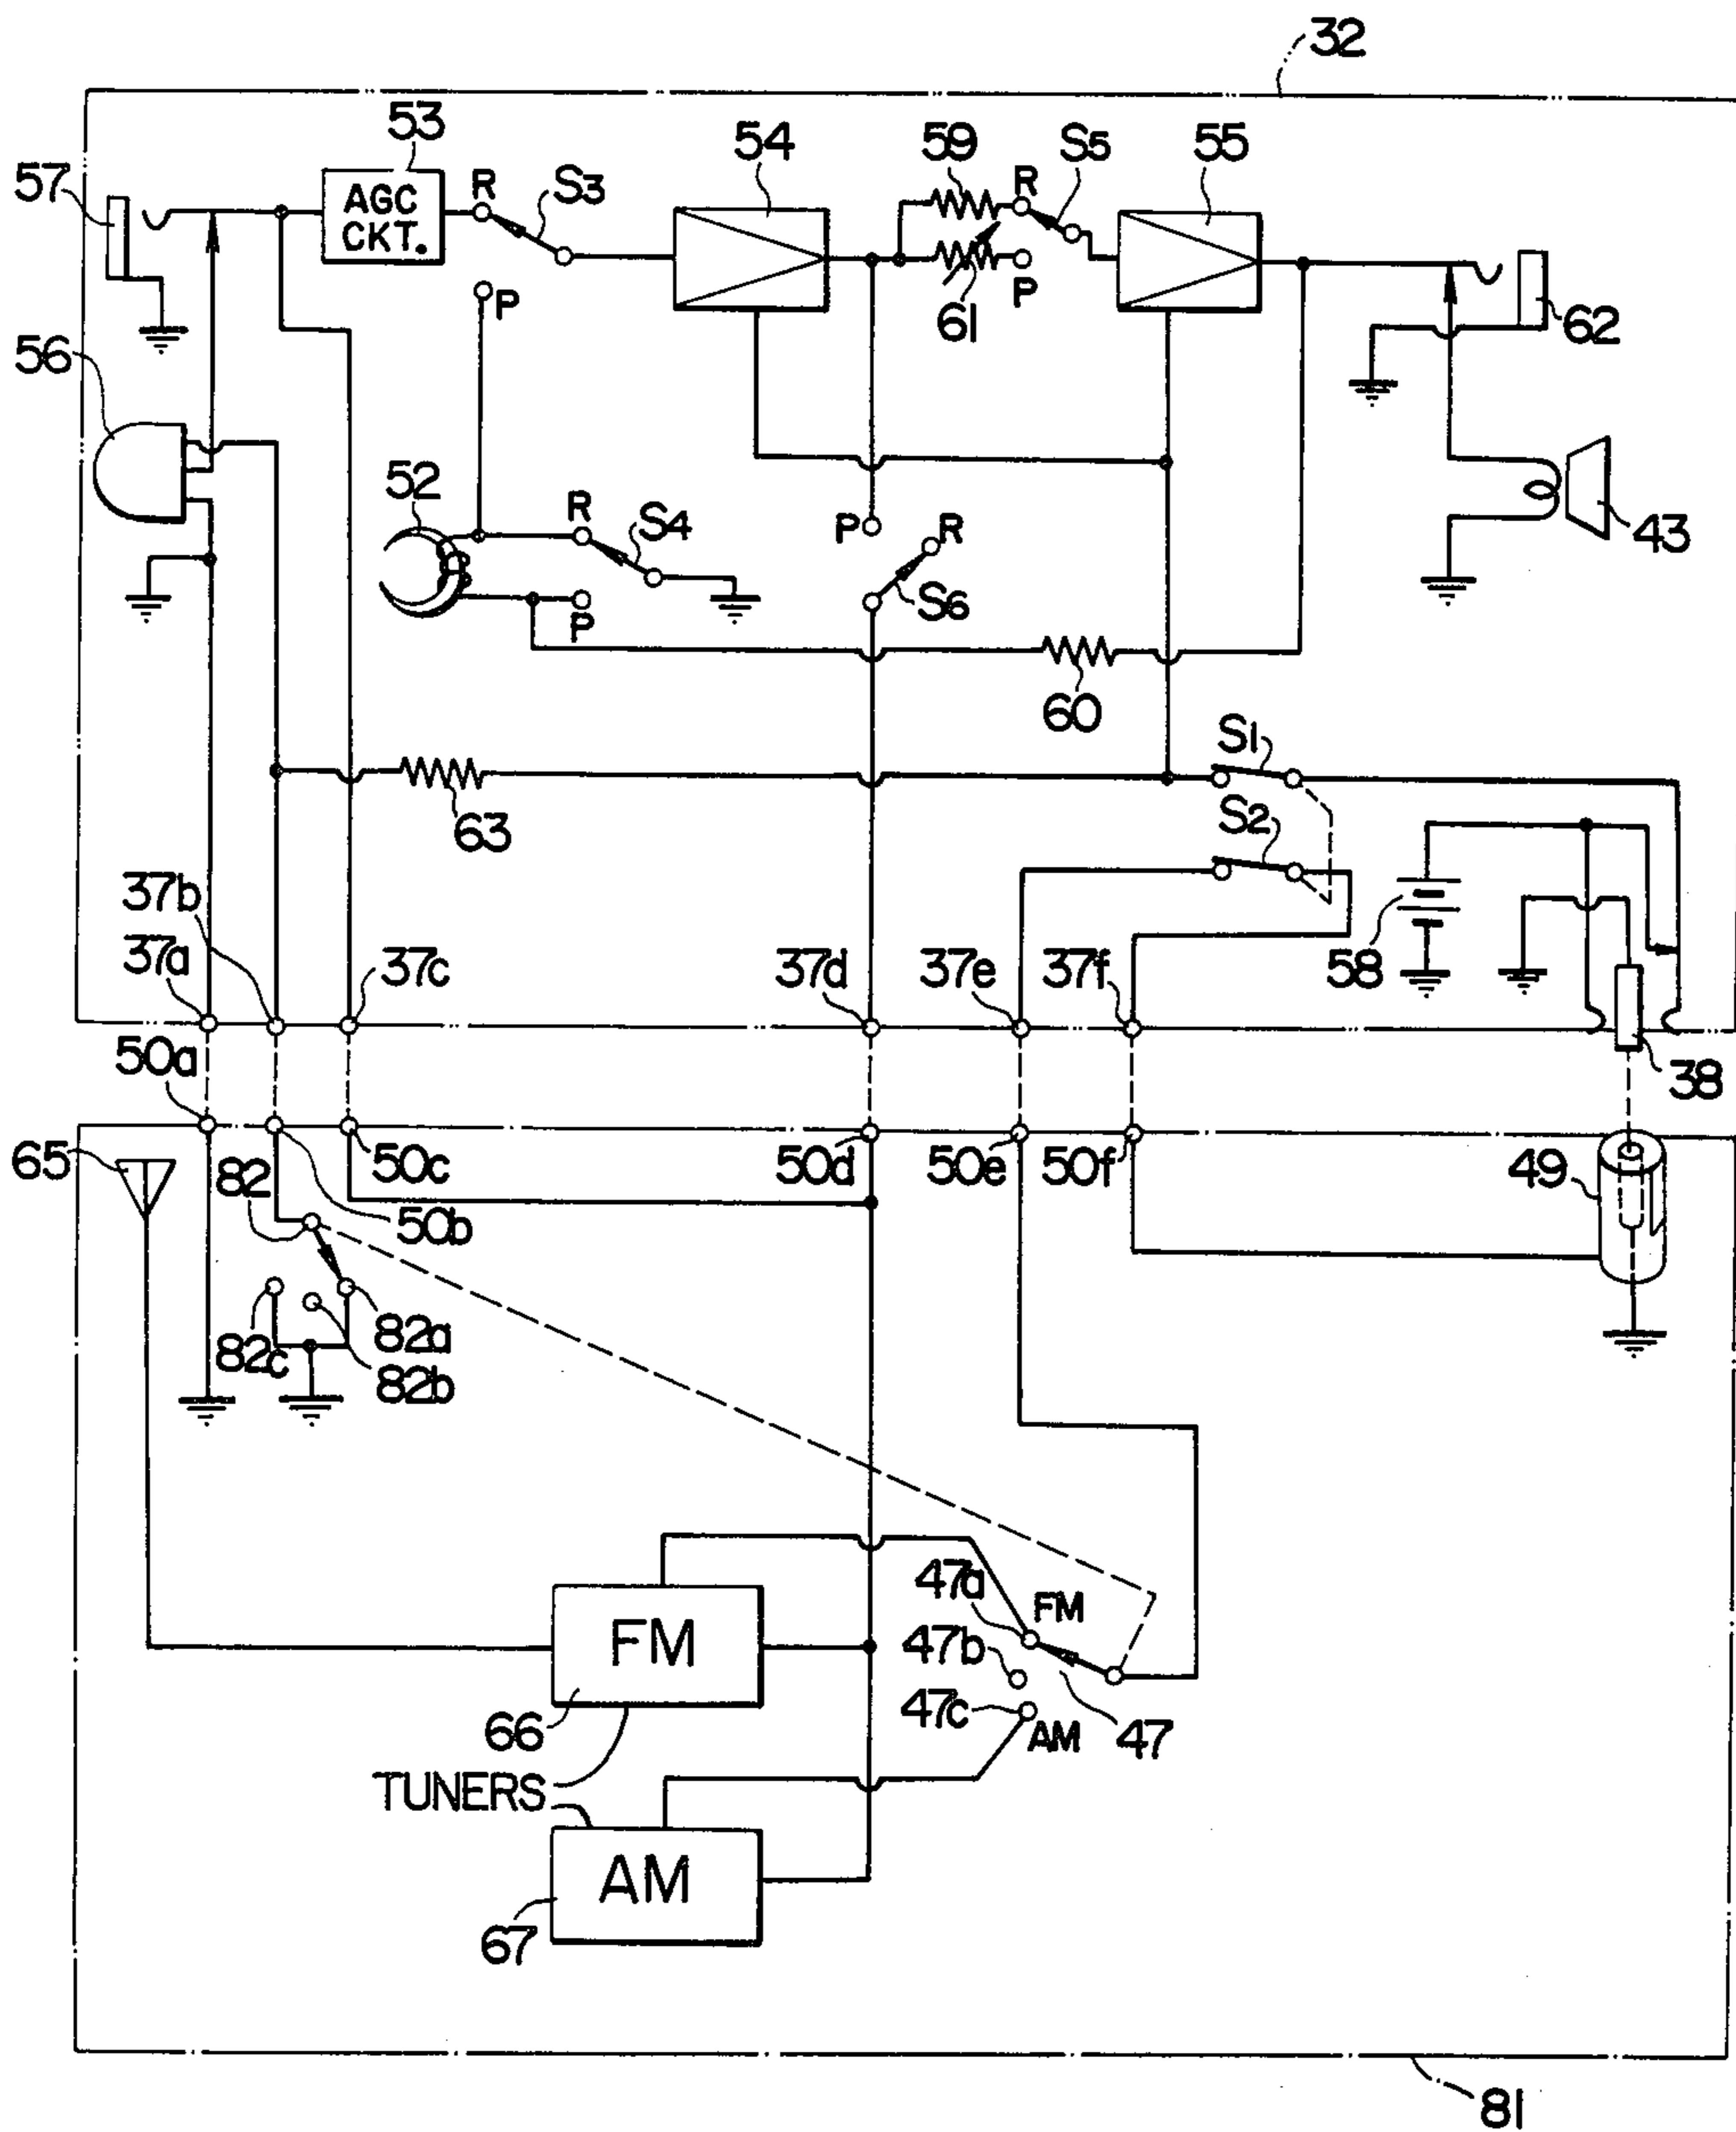 32
53
54
59
S5
55
57
R
S3
R
AGC
CKT.
P
61
P
62
56
52
R
S4
P
R
43
P
S6
60
S1
63
S2
37b
37a
37c
37d
37e
37f
58
50a
38
65
82
50c
50d
50e
50f
49
50b
82a
82c
82b
47a
FM
FM
47b
66
47c
AM
47
TUNERS
AM
67
81